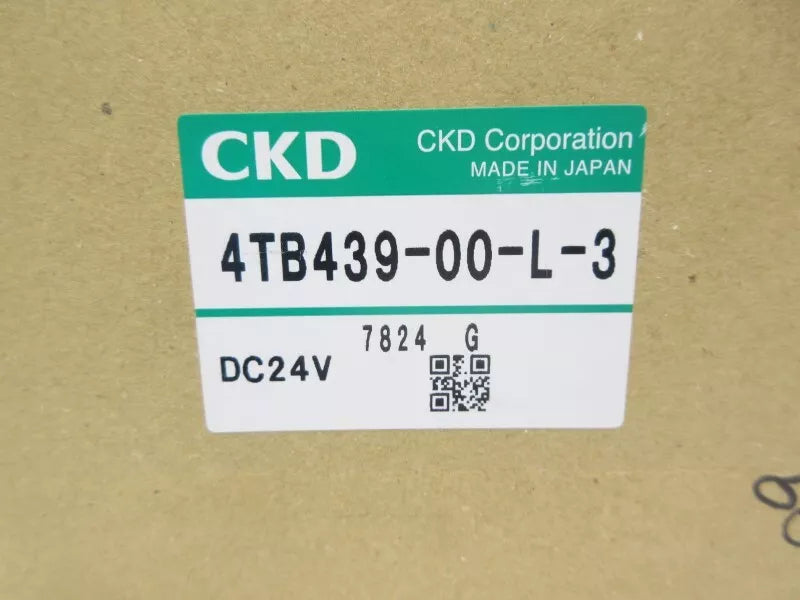 CKD
CKD Corporation
MADE IN JAPAN
4TB439-00-L-3
7824 G
DC24V